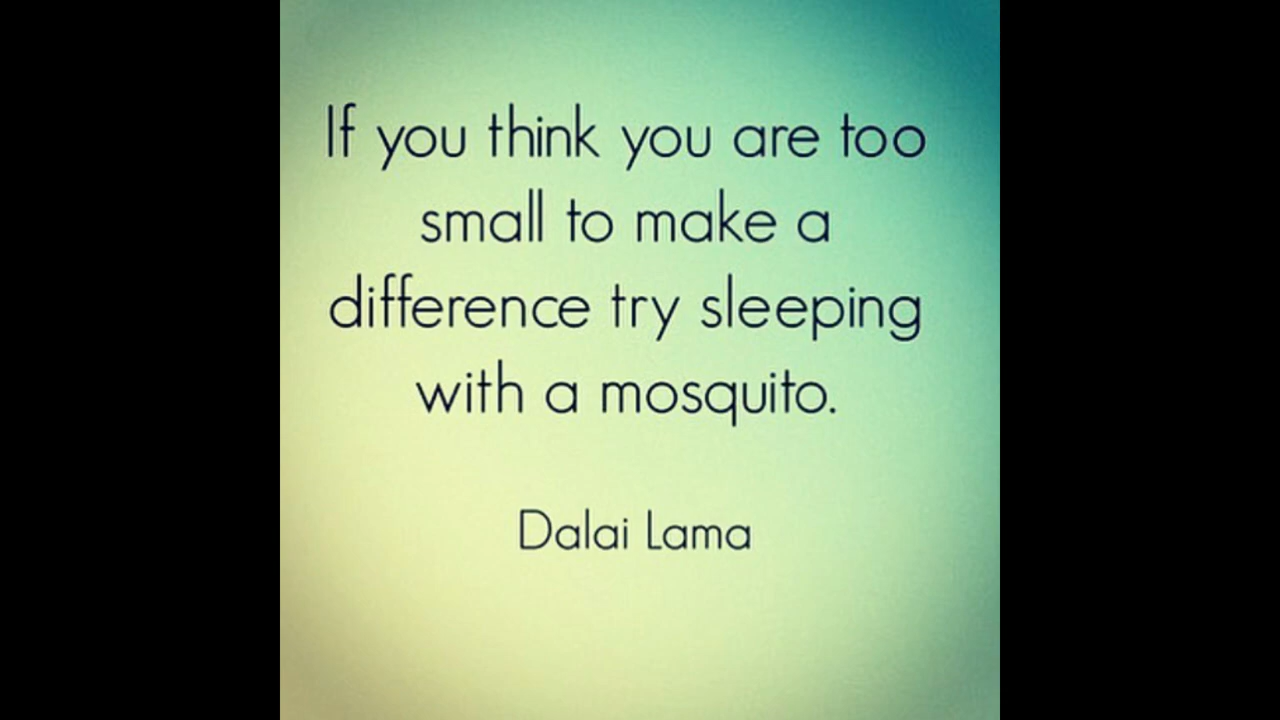 If you think you are too
small to make a
difference try sleeping
with a mosquito.
Dalai Lama